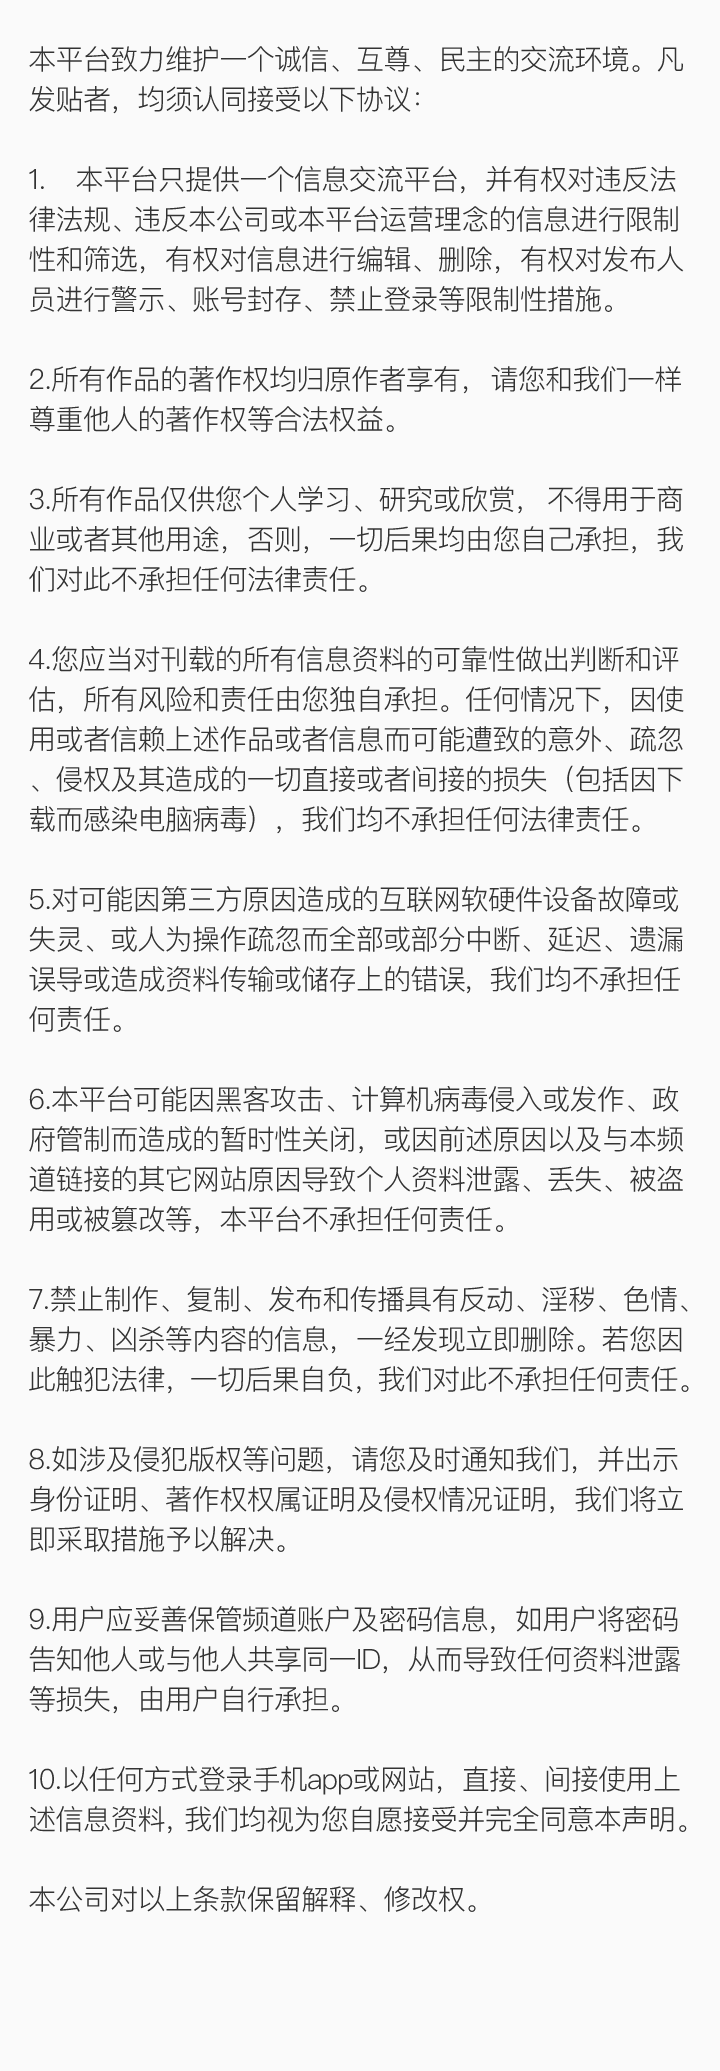 本平台致力维护一个诚信、互尊、民主的交流环境。凡
发贴者，均须认同接受以下协议：
1. 本平台只提供一个信息交流平台，并有权对违反法
律法规、违反本公司或本平台运营理念的信息进行限制
性和筛选，有权对信息进行编辑、删除，有权对发布人
员进行警示、账号封存、禁止登录等限制性措施。
2.所有作品的著作权均归原作者享有， 请您和我们一样
尊重他人的著作权等合法权益。
3.所有作品仅供您个人学习、研究或欣赏， 不得用于商
业或者其他用途，否则，一切后果均由您自己承担，我
们对此不承担任何法律责任。
4.您应当对刊载的所有信息资料的可靠性做出判断和评
估，所有风险和责任由您独自承担。任何情况下，因使
用或者信赖上述作品或者信息而可能遭致的意外、疏忽
、侵权及其造成的一切直接或者间接的损失（包括因下
载而感染电脑病毒），我们均不承担任何法律责任。
5.对可能因第三方原因造成的互联网软硬件设备故障或
失灵、或人为操作疏忽而全部或部分中断、延迟、遗漏
误导或造成资料传输或储存上的错误，我们均不承担任
何责任。
6.本平台可能因黑客攻击、计算机病毒侵入或发作、政
府管制而造成的暂时性关闭，或因前述原因以及与本频
道链接的其它网站原因导致个人资料泄露、丢失、被盗
用或被篡改等，本平台不承担任何责任。
7.禁止制作、复制、发布和传播具有反动、淫秽、色情、
暴力、凶杀等内容的信息，一经发现立即删除。若您因
此触犯法律，一切后果自负，我们对此不承担任何责任。
8.如涉及侵犯版权等问题，请您及时通知我们，并出示
身份证明、著作权权属证明及侵权情况证明，我们将立
即采取措施予以解决。
9.用户应妥善保管频道账户及密码信息，如用户将密码
告知他人或与他人共享同一ID，从而导致任何资料泄露
等损失，由用户自行承担。
10.以任何方式登录手机app或网站，直接、间接使用上
述信息资料，我们均视为您自愿接受并完全同意本声明。
本公司对以上条款保留解释、修改权。